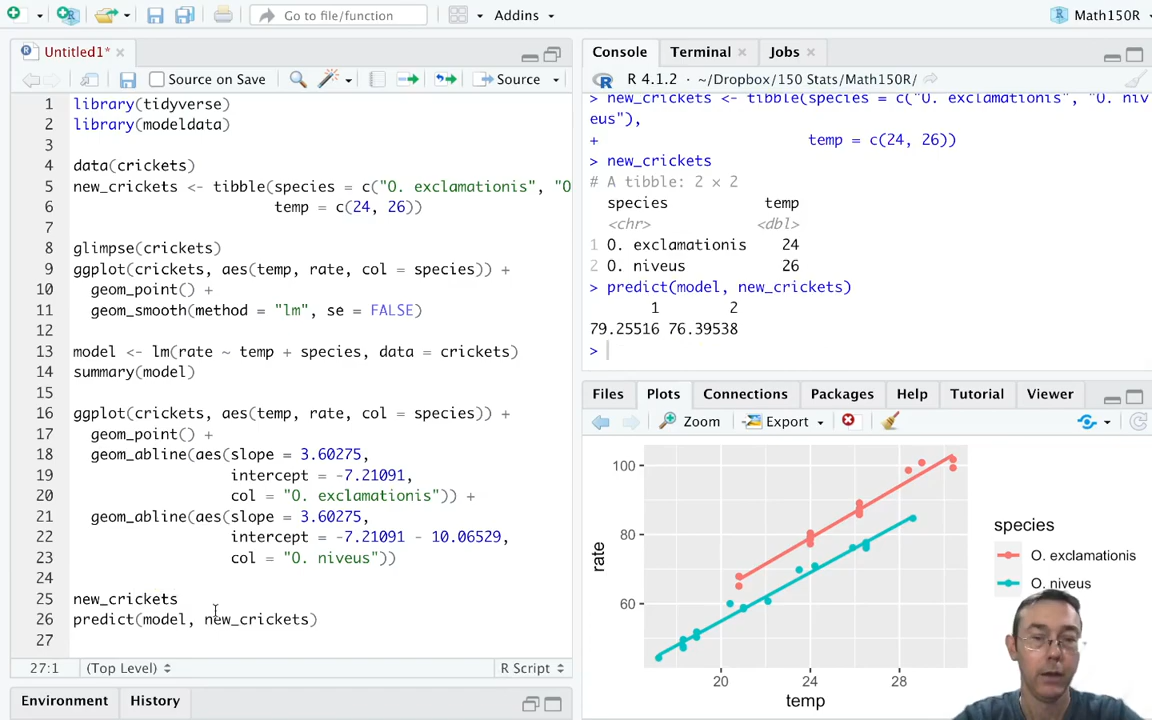 Go to file/function
Addins
Math150R
Untitled1*
Source on Save
Source
1 library(tidyverse)
2 library(modeldata)
3
4 data(crickets)
5 new_crickets <- tibble(species = c("O. exclamationis", "O
6 temp = c(24, 26))
7
8 glimpse(crickets)
9 ggplot(crickets, aes(temp, rate, col = species)) +
10 geom_point() +
11 geom_smooth(method = "lm", se = FALSE)
12
13 model <- lm(rate ~ temp + species, data = crickets)
14 summary(model)
15
16 ggplot(crickets, aes(temp, rate, col = species)) +
17 geom_point() +
18 geom_abline(aes(slope = 3.60275,
19 intercept = -7.21091,
20 col = "O. exclamationis")) +
21 geom_abline(aes(slope = 3.60275,
22 intercept = -7.21091 - 10.06529,
23 col = "O. niveus"))
24
25 new_crickets
26 predict(model, new_crickets)
27
27:1 (Top Level) R Script
Environment History
Console Terminal Jobs
R 4.1.2 · ~/Dropbox/150 Stats/Math150R/
> new_crickets <- tibble(species = c("O. exclamationis", "O. niv
eus"),
+ temp = c(24, 26))
> new_crickets
# A tibble: 2 × 2
species temp
<chr> <dbl>
1 O. exclamationis 24
2 O. niveus 26
> predict(model, new_crickets)
1 2
79.25516 76.39538
>
Files Plots Connections Packages Help Tutorial Viewer
Zoom Export
100
80
60
rate
20 24 28
temp
species
O. exclamationis
O. niveus